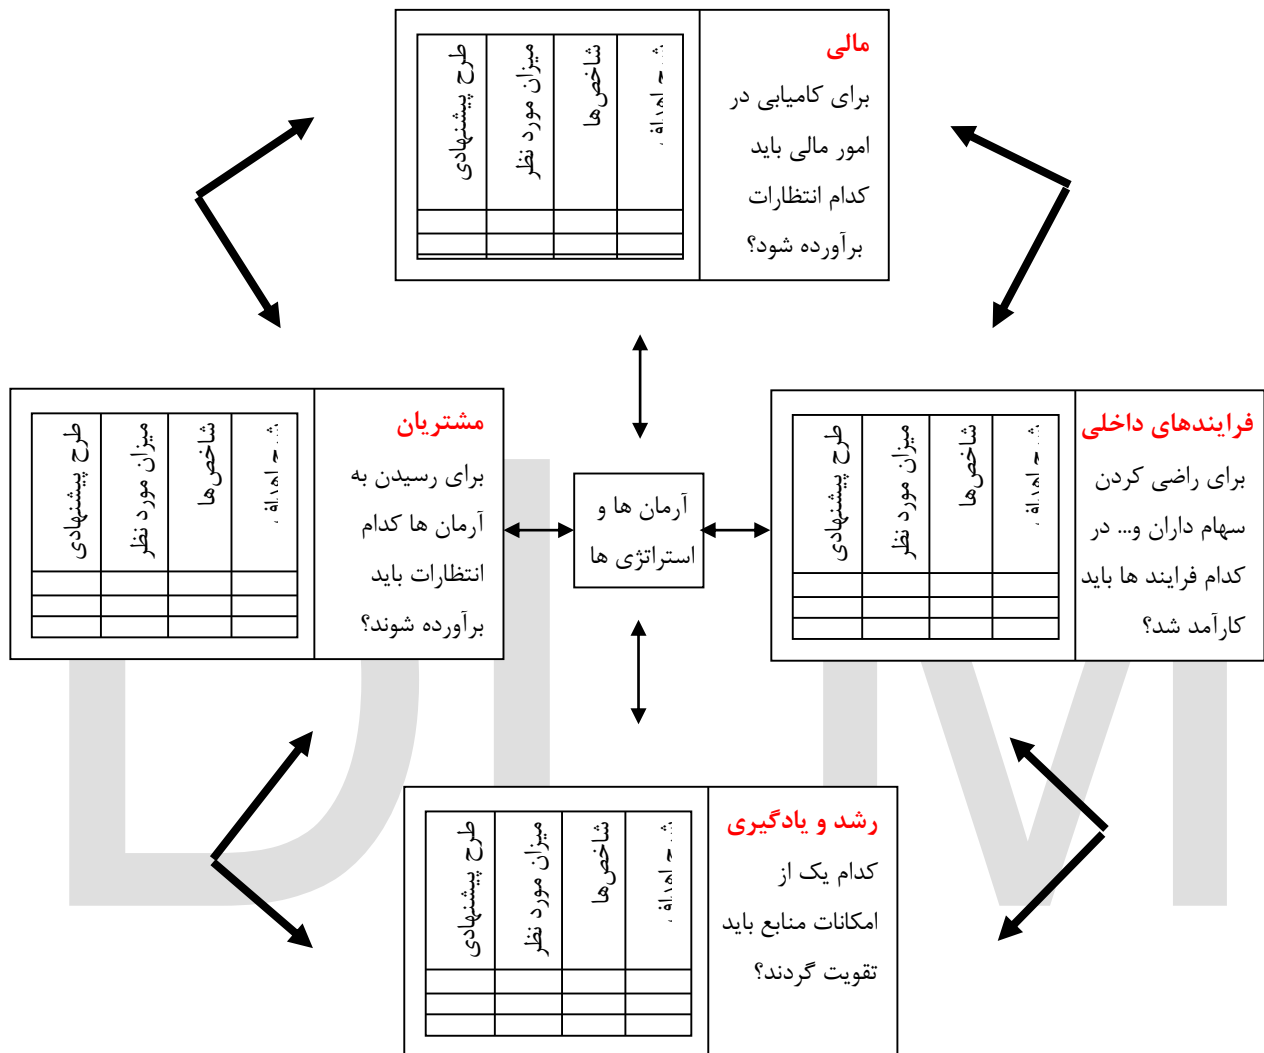 مالی
برای کامیابی در
امور مالی باید
کدام انتظارات
برآورده شود؟
شاخص‌ها
میزان مورد نظر
طرح پیشنهادی
فرایندهای داخلی
برای راضی کردن
سهام داران و... در
کدام فرایند ها باید
کارآمد شد؟
شاخص‌ها
میزان مورد نظر
طرح پیشنهادی
آرمان ها و
استراتژی ها
مشتریان
برای رسیدن به
آرمان ها کدام
انتظارات باید
برآورده شوند؟
شاخص‌ها
میزان مورد نظر
طرح پیشنهادی
رشد و یادگیری
کدام یک از
امکانات منابع باید
تقویت گردند؟
شاخص‌ها
میزان مورد نظر
طرح پیشنهادی